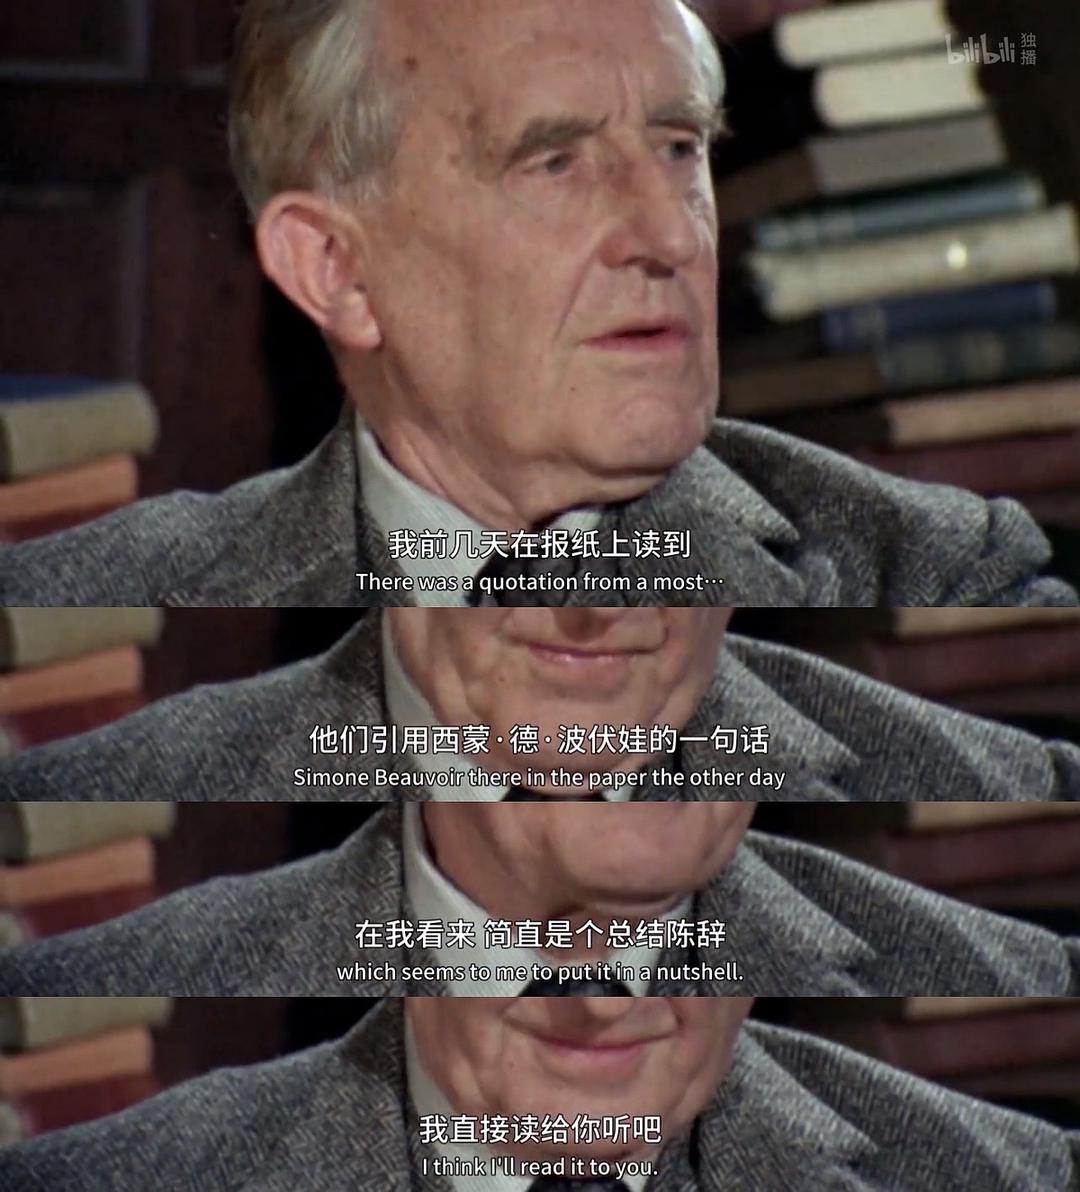 bilibili 独播
我前几天在报纸上读到
There was a quotation from a most…
他们引用西蒙·德·波伏娃的一句话
Simone Beauvoir there in the paper the other day
在我看来 简直是个总结陈辞
which seems to me to put it in a nutshell.
我直接读给你听吧
I think I'll read it to you.